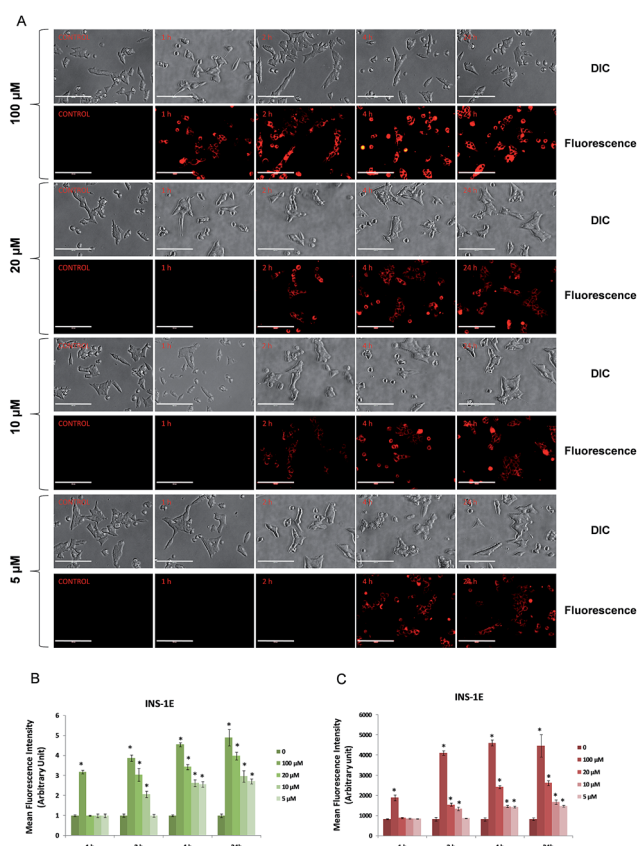 A
100 µM
DIC
CONTROL 1 h 2 h 4 h
Fluorescence
20 µM
DIC
CONTROL 1 h 2 h 4 h 24 h
Fluorescence
10 µM
DIC
CONTROL 1 h 2 h 4 h 24 h
Fluorescence
5 µM
DIC
CONTROL 1 h 2 h 4 h 24 h
Fluorescence
B
INS-1E
Mean Fluorescence Intensity
(Arbitrary Unit)
6
5
4
3
2
1
0
* * * * * * * * * * *
0
100 µM
20 µM
10 µM
5 µM
C
INS-1E
Mean Fluorescence Intensity
(Arbitrary unit)
6000
5000
4000
3000
2000
1000
0
* * * * * * * * * * * *
0
100 µM
20 µM
10 µM
5 µM